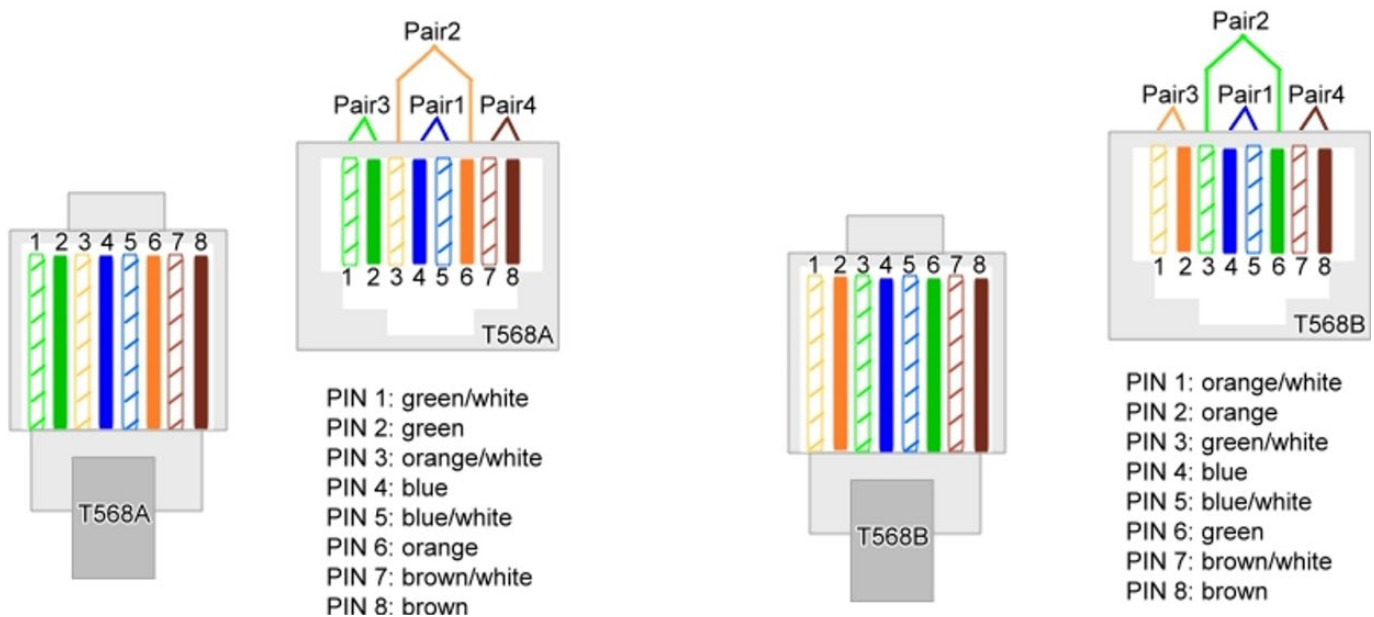 Pair2
Pair3 Pair1 Pair4
1 2 3 4 5 6 7 8
T568A
1 2 3 4 5 6 7 8
T568A
PIN 1: green/white
PIN 2: green
PIN 3: orange/white
PIN 4: blue
PIN 5: blue/white
PIN 6: orange
PIN 7: brown/white
PIN 8: brown
Pair2
Pair3 Pair1 Pair4
1 2 3 4 5 6 7 8
T568B
1 2 3 4 5 6 7 8
T568B
PIN 1: orange/white
PIN 2: orange
PIN 3: green/white
PIN 4: blue
PIN 5: blue/white
PIN 6: green
PIN 7: brown/white
PIN 8: brown